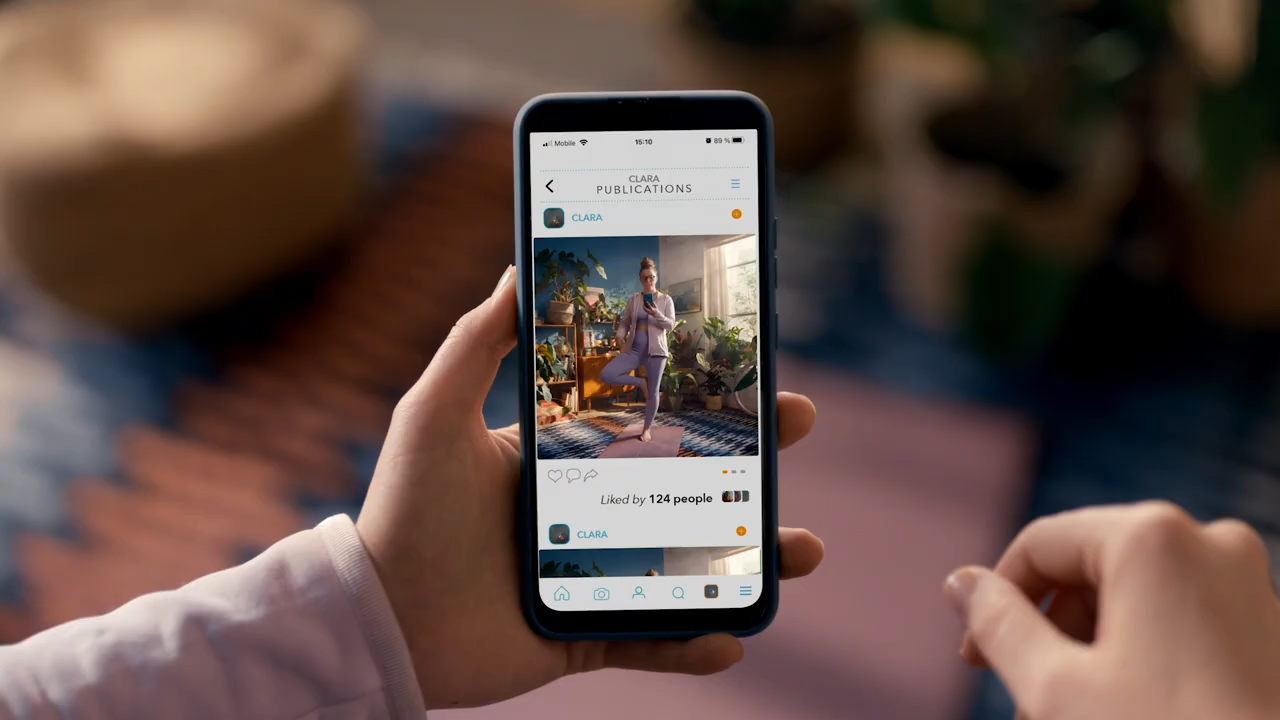 Mobile 15:10 89 %
CLARA
PUBLICATIONS
CLARA
Liked by 124 people
CLARA